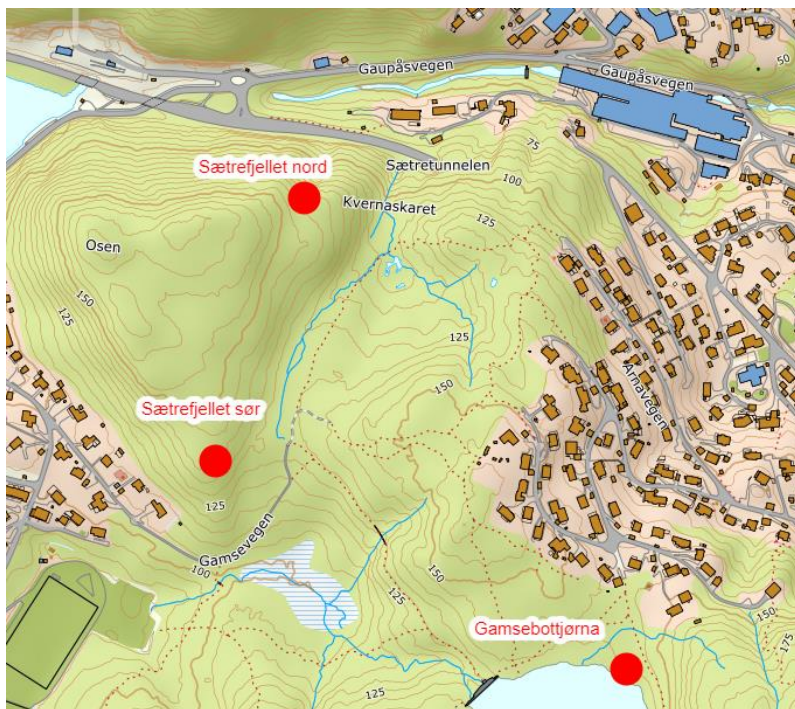 Gaupåsvegen
50
Gaupåsvegen
Sætretunnelen
75
Sætrefjellet nord
100
Kvernaskaret
125
Osen
150
125
125
150
Arnavegen
Sætrefjellet sør
125
Gamsevegen
100
150
125
Gamsebottjørna
150
175
125